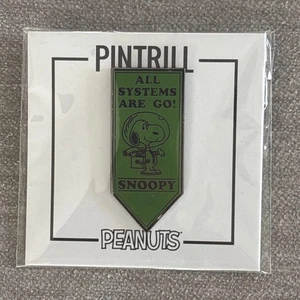 PINTRILL
ALL
SYSTEMS
ARE GO!
SNOOPY
PEANUTS